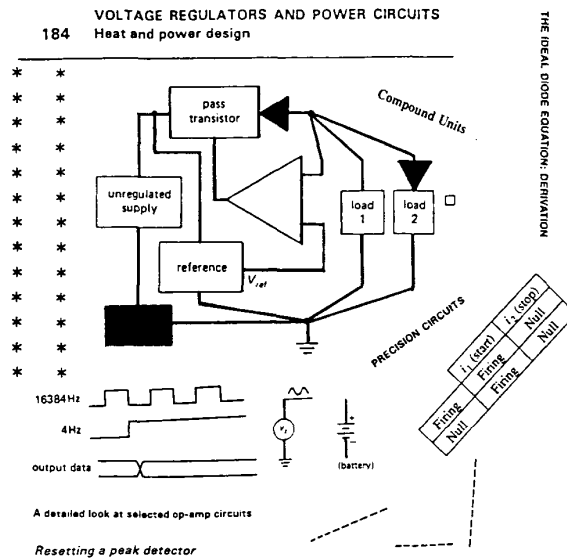 VOLTAGE REGULATORS AND POWER CIRCUITS
184 Heat and power design
THE IDEAL DIODE EQUATION: DERIVATION
* *
* *
* *
* *
* *
* *
* *
* *
* *
* *
* *
* *
* *
pass
transistor
Compound Units
unregulated
supply
load
1
load
2
reference
V_ref
PRECISION CIRCUITS
i₁ (start) i₂ (stop)
Firing Firing Null
Null Firing Null
16384Hz
4Hz
output data
v_I
+
-
(battery)
A detailed look at selected op-amp circuits
Resetting a peak detector